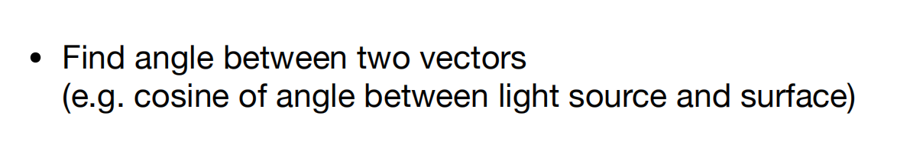 • Find angle between two vectors
(e.g. cosine of angle between light source and surface)